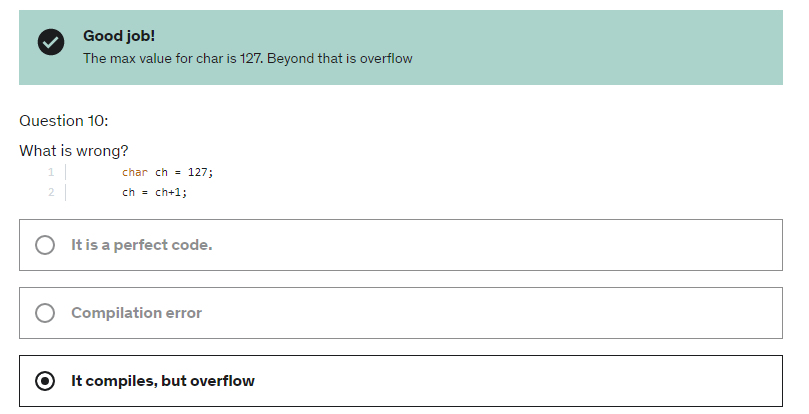 Good job!
The max value for char is 127. Beyond that is overflow
Question 10:
What is wrong?
1 char ch = 127;
2 ch = ch+1;
It is a perfect code.
Compilation error
It compiles, but overflow